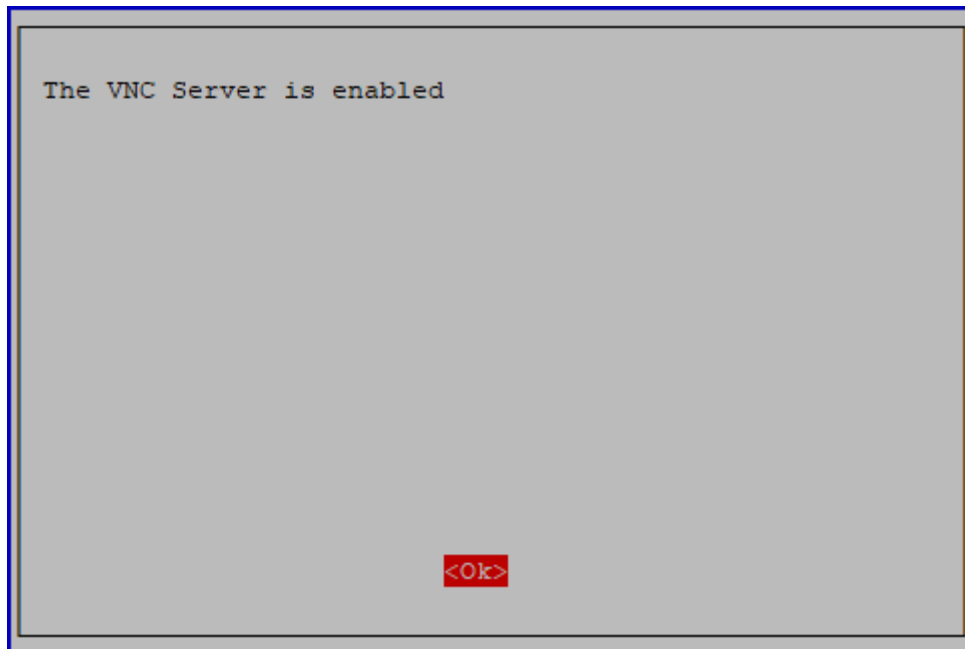 The VNC Server is enabled
<Ok>